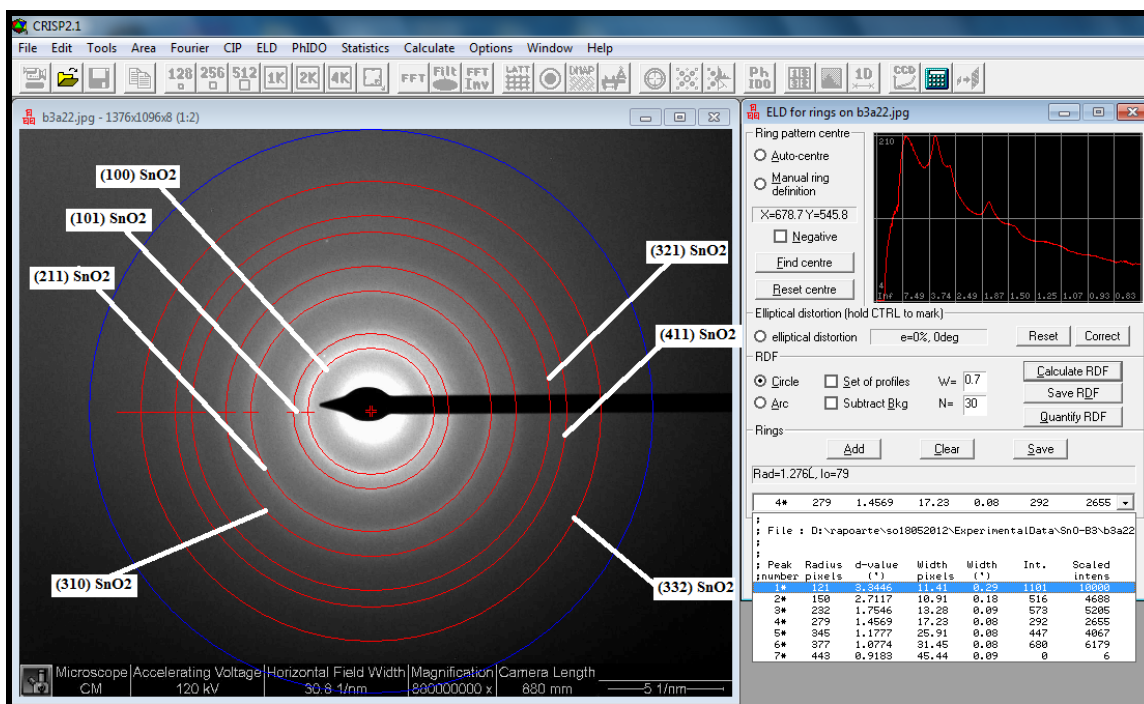 CRISP2.1
File Edit Tools Area Fourier CIP ELD PhIDO Statistics Calculate Options Window Help
128 256 512 1K 2K 4K FFT Filt FFT Inv LATT Ph IDO 1D CCD
b3a22.jpg - 1376x1096x8 (1:2)
(100) SnO2
(101) SnO2
(211) SnO2
(310) SnO2
(321) SnO2
(411) SnO2
(332) SnO2
Microscope Accelerating Voltage Horizontal Field Width Magnification Camera Length
CM 120 kV 30.8 1/nm 880000000 x 680 mm 5 1/nm
ELD for rings on b3a22.jpg
Ring pattern centre
Auto-centre
Manual ring
definition
X=678.7 Y=545.8
Negative
Find centre
Reset centre
210
4
Inf 7.49 3.74 2.49 1.87 1.50 1.25 1.07 0.93 0.83
Elliptical distortion (hold CTRL to mark)
elliptical distortion e=0%, 0deg Reset Correct
RDF
Circle Set of profiles W= 0.7 Calculate RDF
Arc Subtract Bkg N= 30 Save RDF
Quantify RDF
Rings
Add Clear Save
Rad=1.276L, Io=79
4* 279 1.4569 17.23 0.08 292 2655
;
; File : D:\rapoarte\so18052012\ExperimentalData\SnO-B3\b3a22
;
;
; Peak Radius d-value Width Width Int. Scaled
;number pixels (') pixels (') intens
1* 121 3.3446 11.41 0.29 1101 10000
2* 150 2.7117 10.91 0.18 516 4688
3* 232 1.7546 13.28 0.09 573 5205
4* 279 1.4569 17.23 0.08 292 2655
5* 345 1.1777 25.91 0.08 447 4067
6* 377 1.0774 31.45 0.08 680 6179
7* 443 0.9183 45.44 0.09 0 6